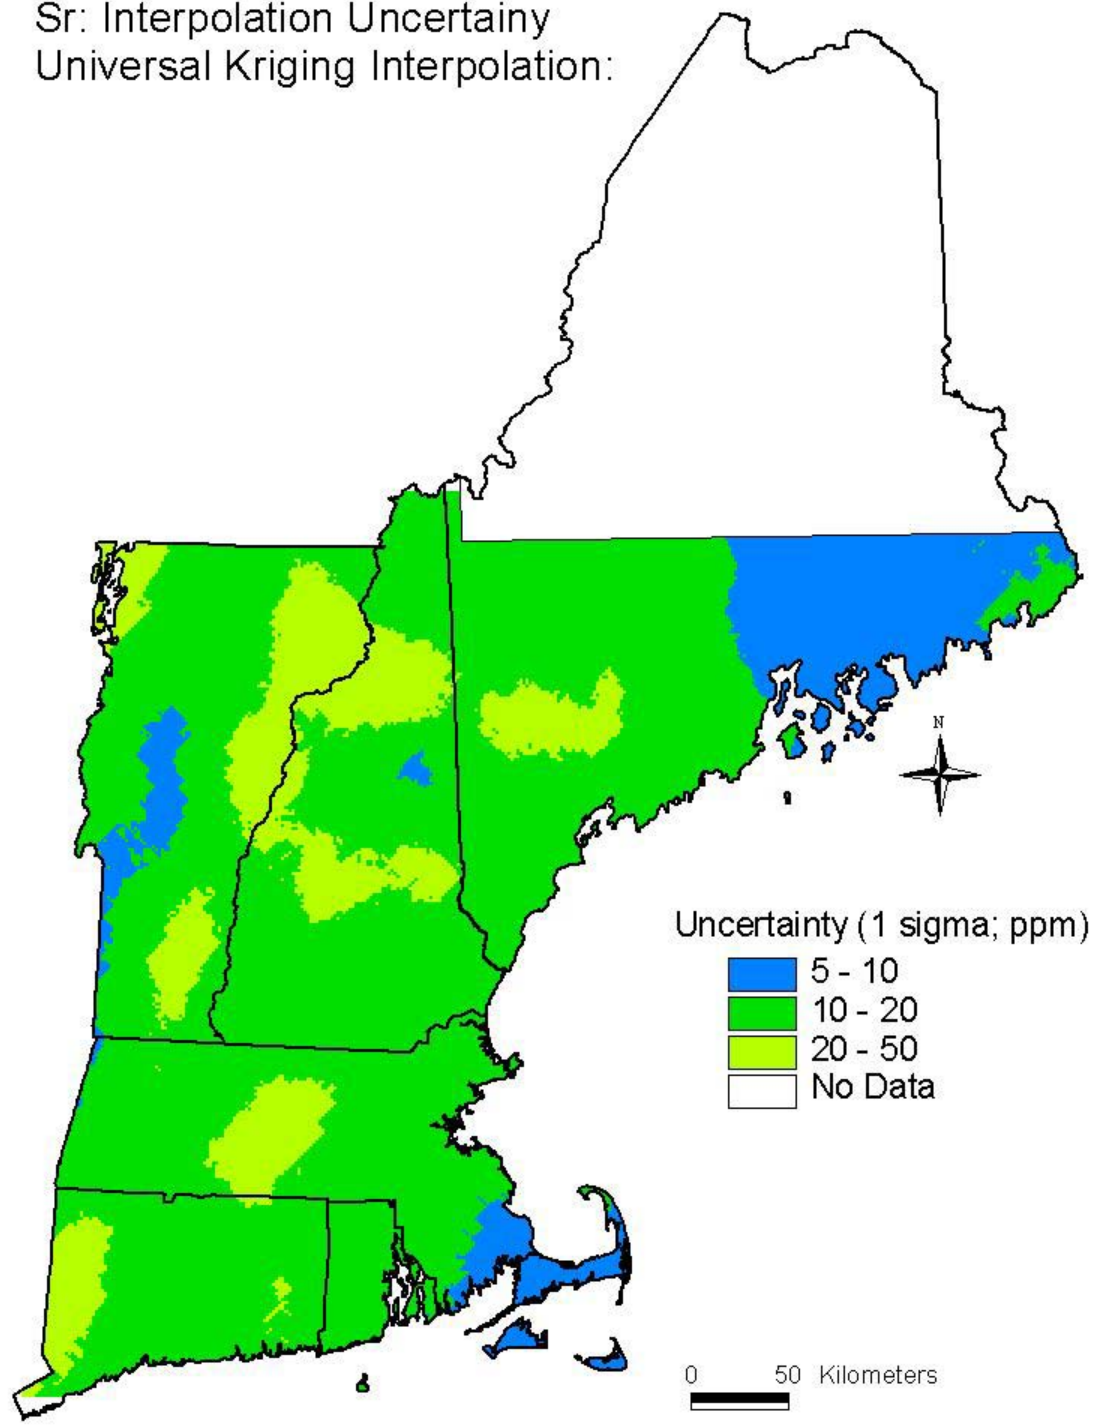 Sr: Interpolation Uncertainy
Universal Kriging Interpolation:
N
Uncertainty (1 sigma; ppm)
5 - 10
10 - 20
20 - 50
No Data
0 50 Kilometers